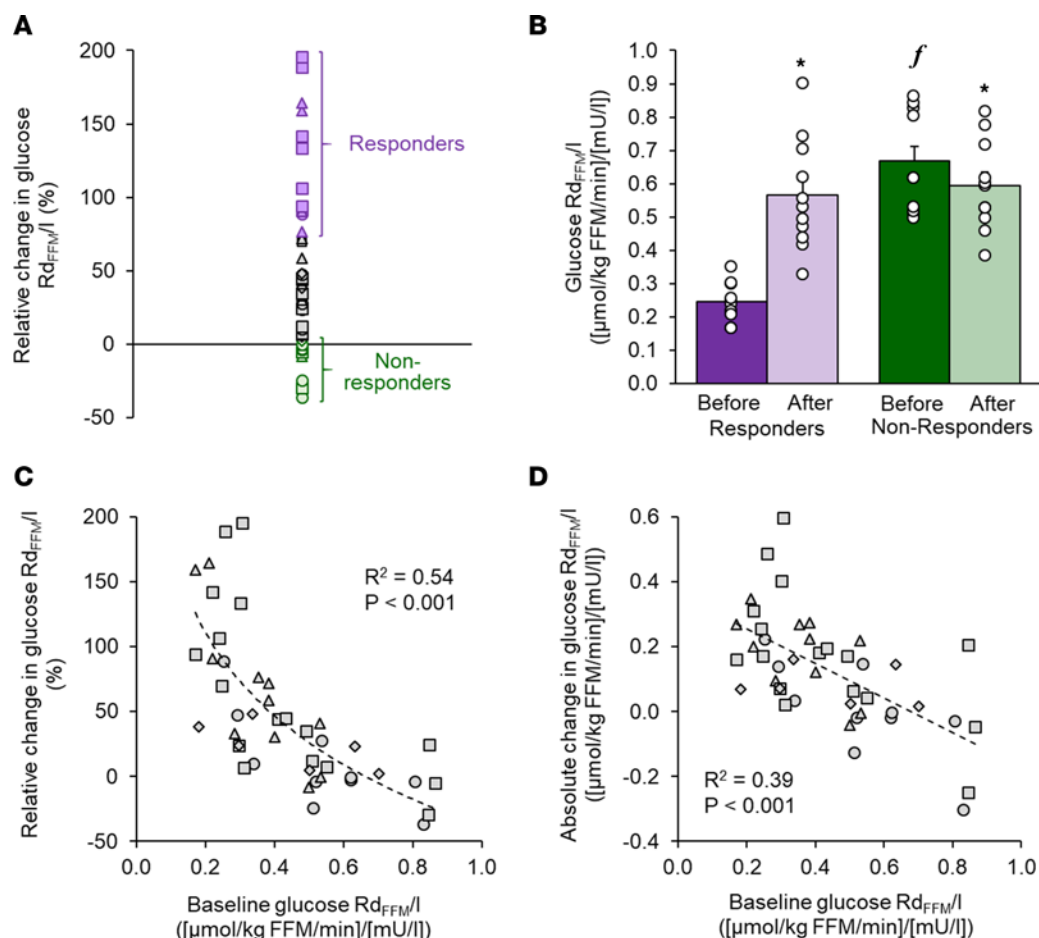 A
Relative change in glucose
Rd_FFM/I (%)
200
150
100
50
0
-50
Responders
Non-
responders
B
Glucose Rd_FFM/I
([µmol/kg FFM/min]/[mU/l])
1.0
0.9
0.8
0.7
0.6
0.5
0.4
0.3
0.2
0.1
0.0
*
f
*
Before After Before After
Responders Non-Responders
C
Relative change in glucose Rd_FFM/I
(%)
200
150
100
50
0
-50
R² = 0.54
P < 0.001
0.0 0.2 0.4 0.6 0.8 1.0
Baseline glucose Rd_FFM/I
([µmol/kg FFM/min]/[mU/l])
D
Absolute change in glucose Rd_FFM/I
([µmol/kg FFM/min]/[mU/l])
0.6
0.4
0.2
0.0
-0.2
-0.4
R² = 0.39
P < 0.001
0.0 0.2 0.4 0.6 0.8 1.0
Baseline glucose Rd_FFM/I
([µmol/kg FFM/min]/[mU/l])